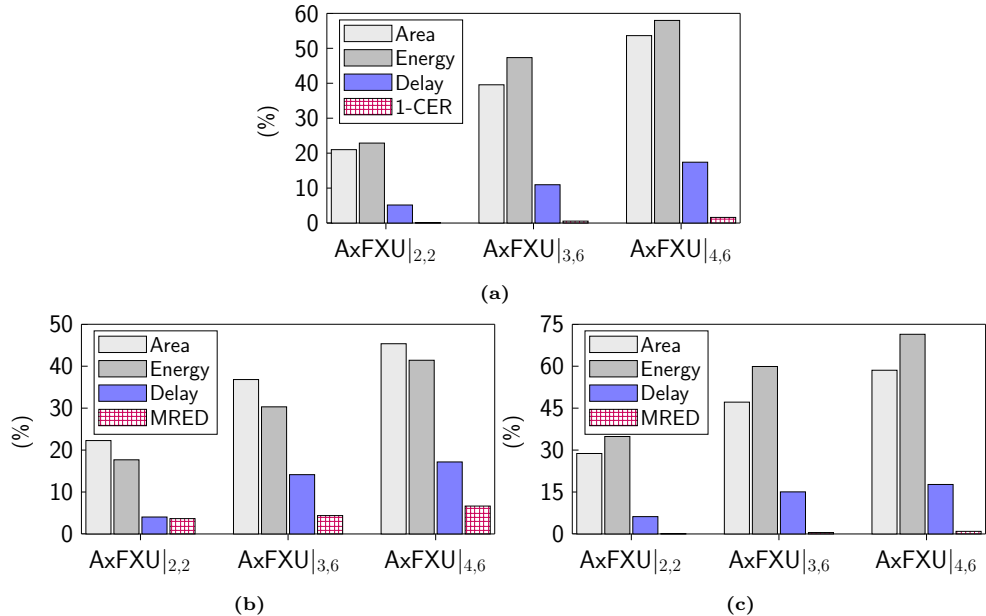 60
50
40
30
20
10
0
(%)
Area
Energy
Delay
1-CER
AxFXU|2,2
AxFXU|3,6
AxFXU|4,6
(a)
50
40
30
20
10
0
(%)
Area
Energy
Delay
MRED
AxFXU|2,2
AxFXU|3,6
AxFXU|4,6
(b)
75
60
45
30
15
0
(%)
Area
Energy
Delay
MRED
AxFXU|2,2
AxFXU|3,6
AxFXU|4,6
(c)